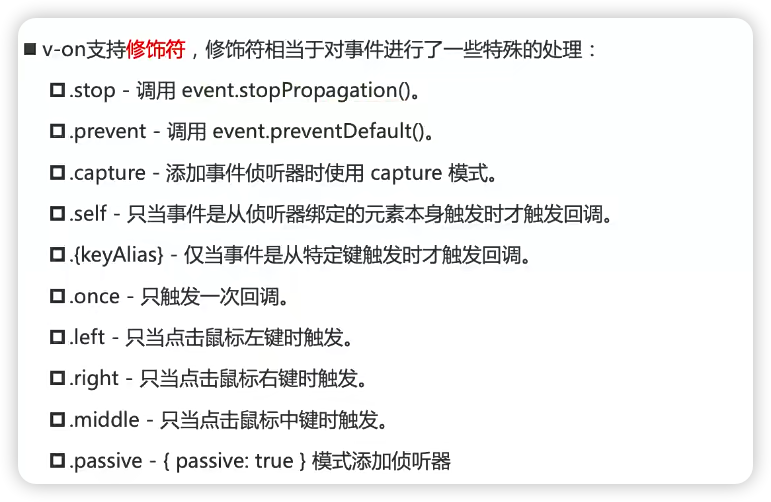 v-on支持修饰符，修饰符相当于对事件进行了一些特殊的处理：
.stop - 调用 event.stopPropagation()。
.prevent - 调用 event.preventDefault()。
.capture - 添加事件侦听器时使用 capture 模式。
.self - 只当事件是从侦听器绑定的元素本身触发时才触发回调。
.{keyAlias} - 仅当事件是从特定键触发时才触发回调。
.once - 只触发一次回调。
.left - 只当点击鼠标左键时触发。
.right - 只当点击鼠标右键时触发。
.middle - 只当点击鼠标中键时触发。
.passive - { passive: true } 模式添加侦听器